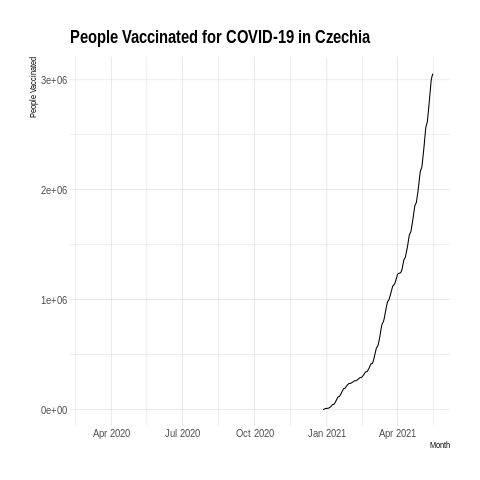 People Vaccinated for COVID-19 in Czechia
People Vaccinated
3e+06
2e+06
1e+06
0e+00
Apr 2020 Jul 2020 Oct 2020 Jan 2021 Apr 2021
Month